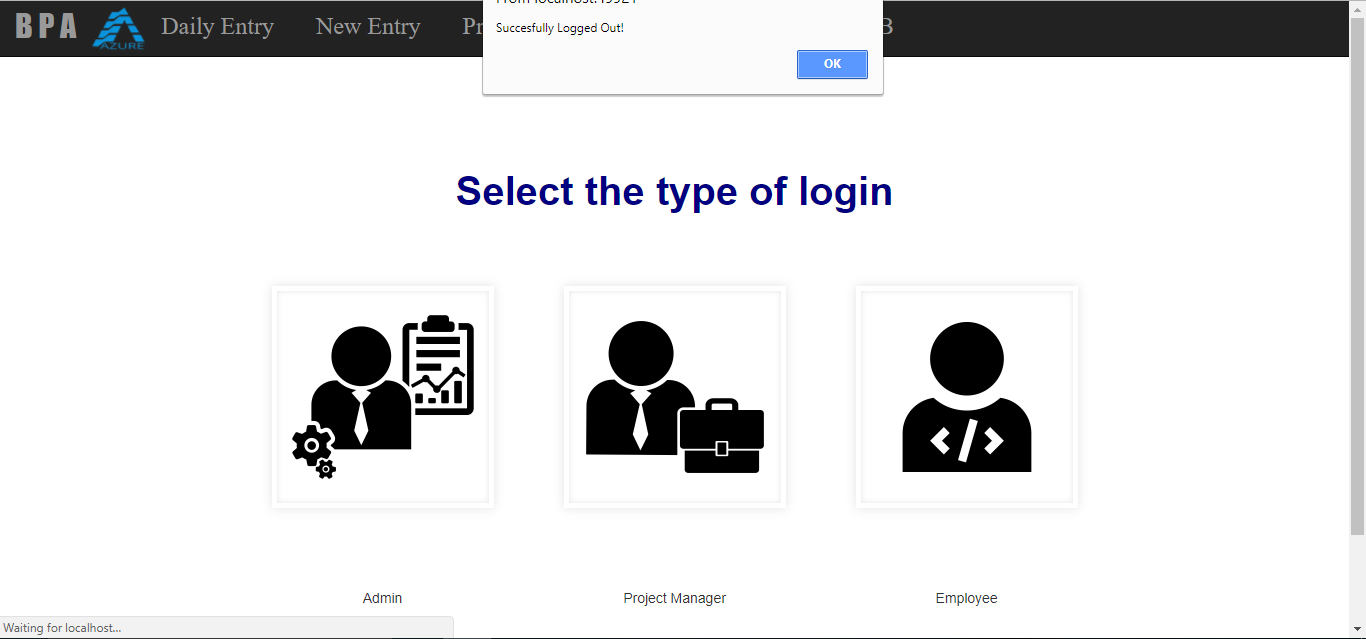 BPA AZURE Daily Entry New Entry
Succesfully Logged Out!
OK
Select the type of login
</>
Admin Project Manager Employee
Waiting for localhost...